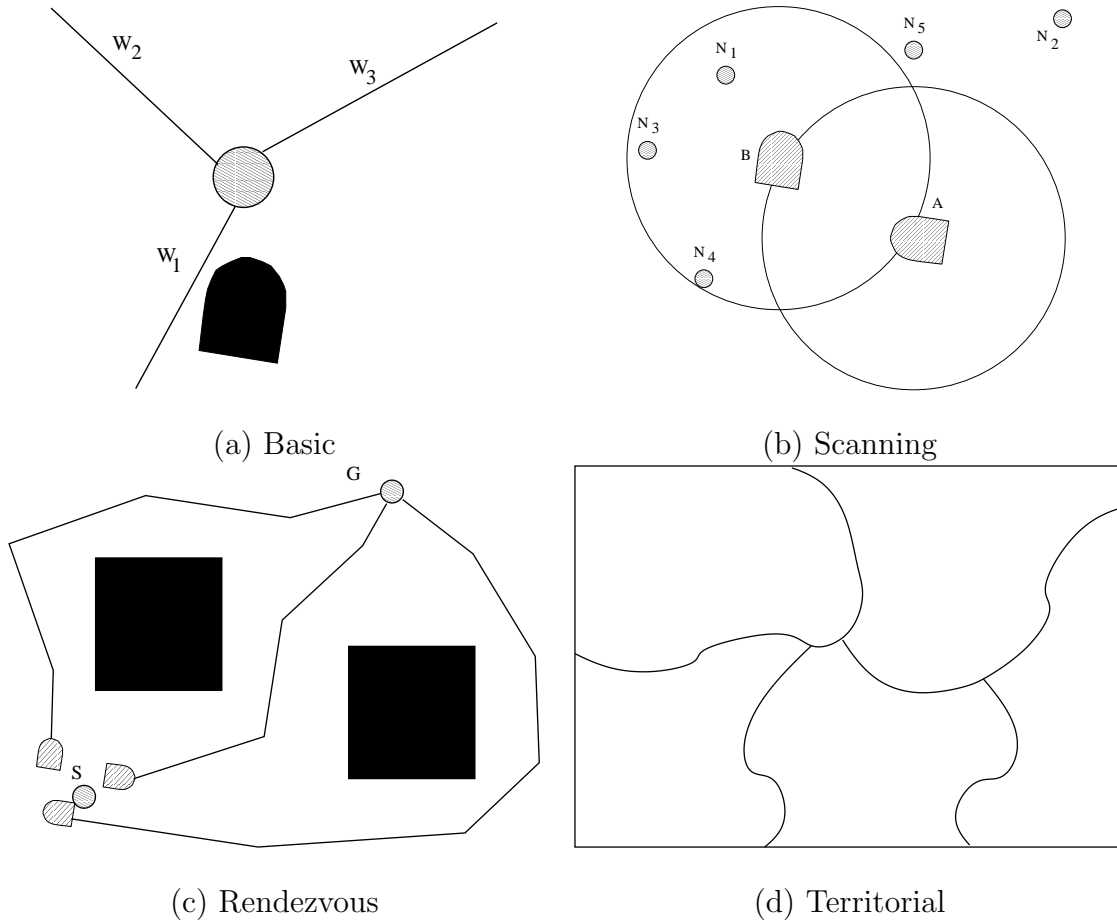 W2
W3
W1
(a) Basic
N1
N5
N2
N3
B
A
N4
(b) Scanning
G
S
(c) Rendezvous
(d) Territorial